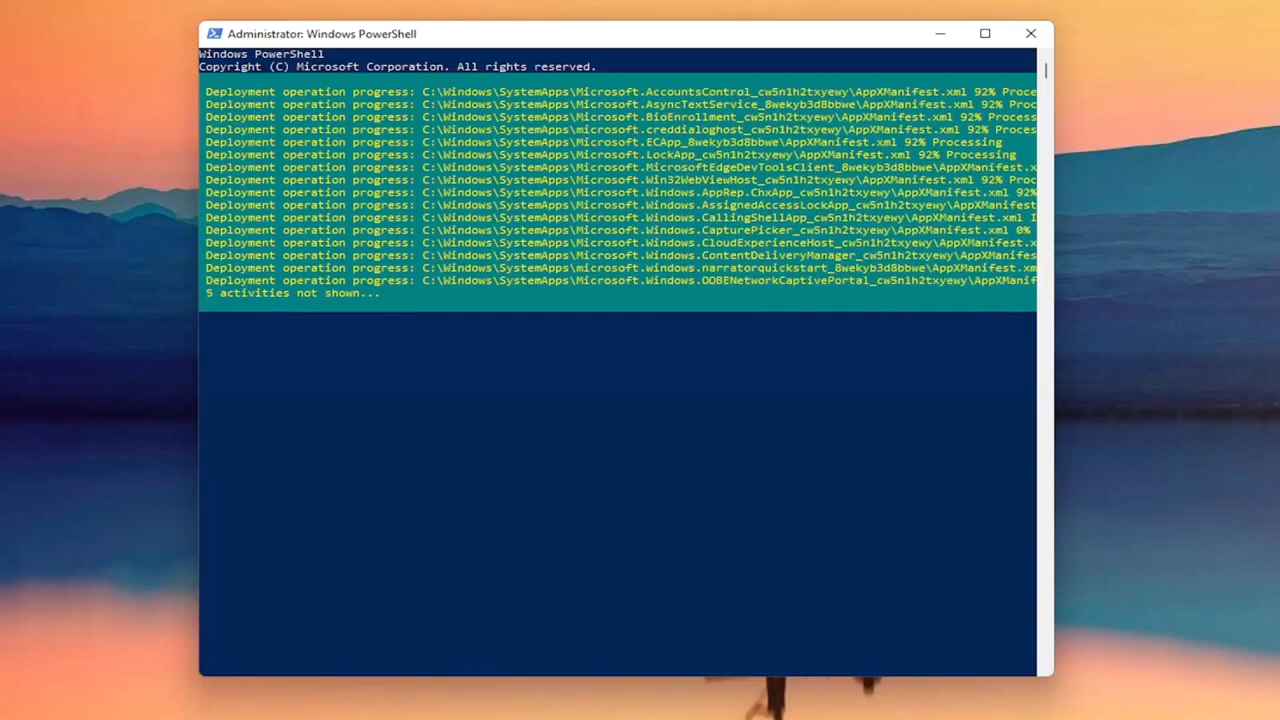 Administrator: Windows PowerShell
Windows PowerShell
Copyright (C) Microsoft Corporation. All rights reserved.
Deployment operation progress: C:\Windows\SystemApps\Microsoft.AccountsControl_cw5n1h2txyewy\AppXManifest.xml 92% Proce
Deployment operation progress: C:\Windows\SystemApps\Microsoft.AsyncTextService_8wekyb3d8bbwe\AppXManifest.xml 92% Proc
Deployment operation progress: C:\Windows\SystemApps\Microsoft.BioEnrollment_cw5n1h2txyewy\AppXManifest.xml 92% Process
Deployment operation progress: C:\Windows\SystemApps\Microsoft.creddialoghost_cw5n1h2txyewy\AppXManifest.xml 92% Proces
Deployment operation progress: C:\Windows\SystemApps\Microsoft.ECApp_8wekyb3d8bbwe\AppXManifest.xml 92% Processing
Deployment operation progress: C:\Windows\SystemApps\Microsoft.LockApp_cw5n1h2txyewy\AppXManifest.xml 92% Processing
Deployment operation progress: C:\Windows\SystemApps\Microsoft.MicrosoftEdgeDevToolsClient_8wekyb3d8bbwe\AppXManifest.x
Deployment operation progress: C:\Windows\SystemApps\Microsoft.Win32WebViewHost_cw5n1h2txyewy\AppXManifest.xml 92% Proc
Deployment operation progress: C:\Windows\SystemApps\Microsoft.Windows.AppRep.ChxApp_cw5n1h2txyewy\AppXManifest.xml 92%
Deployment operation progress: C:\Windows\SystemApps\Microsoft.Windows.AssignedAccessLockApp_cw5n1h2txyewy\AppXManifest
Deployment operation progress: C:\Windows\SystemApps\Microsoft.Windows.CallingShellApp_cw5n1h2txyewy\AppXManifest.xml I
Deployment operation progress: C:\Windows\SystemApps\Microsoft.Windows.CapturePicker_cw5n1h2txyewy\AppXManifest.xml 0%
Deployment operation progress: C:\Windows\SystemApps\Microsoft.Windows.CloudExperienceHost_cw5n1h2txyewy\AppXManifest.x
Deployment operation progress: C:\Windows\SystemApps\Microsoft.Windows.ContentDeliveryManager_cw5n1h2txyewy\AppXManifes
Deployment operation progress: C:\Windows\SystemApps\Microsoft.Windows.narratorquickstart_8wekyb3d8bbwe\AppXManifest.xm
Deployment operation progress: C:\Windows\SystemApps\Microsoft.Windows.OOBENetworkCaptivePortal_cw5n1h2txyewy\AppXManif
5 activities not shown...